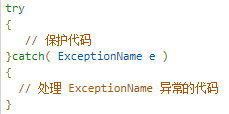 try
{
// 保护代码
}catch( ExceptionName e )
{
// 处理 ExceptionName 异常的代码
}